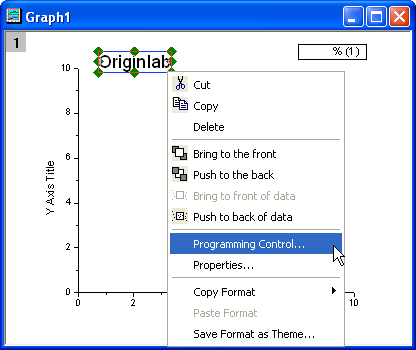 Graph1
1
Originlab
% (1)
Cut
Copy
Delete
Bring to the front
Push to the back
Bring to front of data
Push to back of data
Programming Control...
Properties...
Copy Format
Paste Format
Save Format as Theme...
Y Axis Title
10
8
6
4
2
0
0
2
10